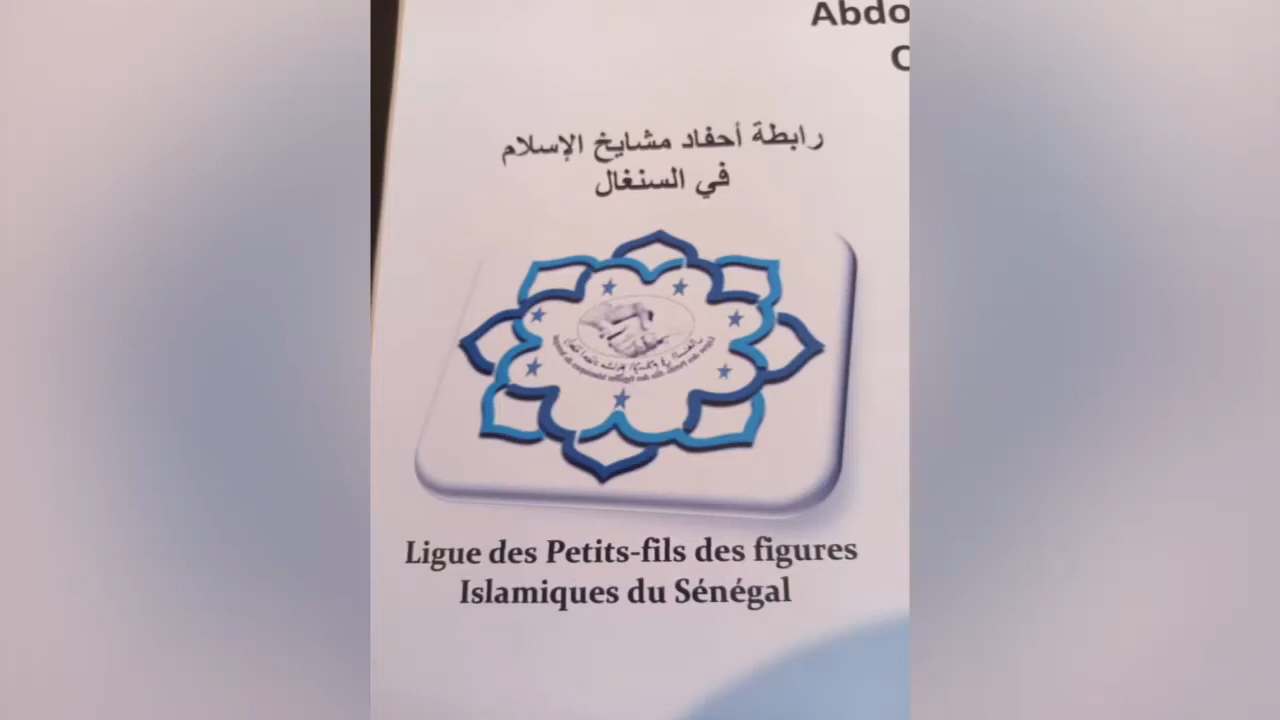 Abdo
C
رابطة أحفاد مشايخ الإسلام
في السنغال
Ligue des Petits-fils des figures
Islamiques du Sénégal